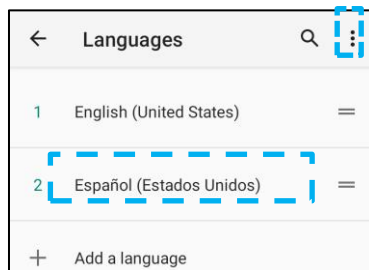 Languages
1 English (United States)
2 Español (Estados Unidos)
Add a language